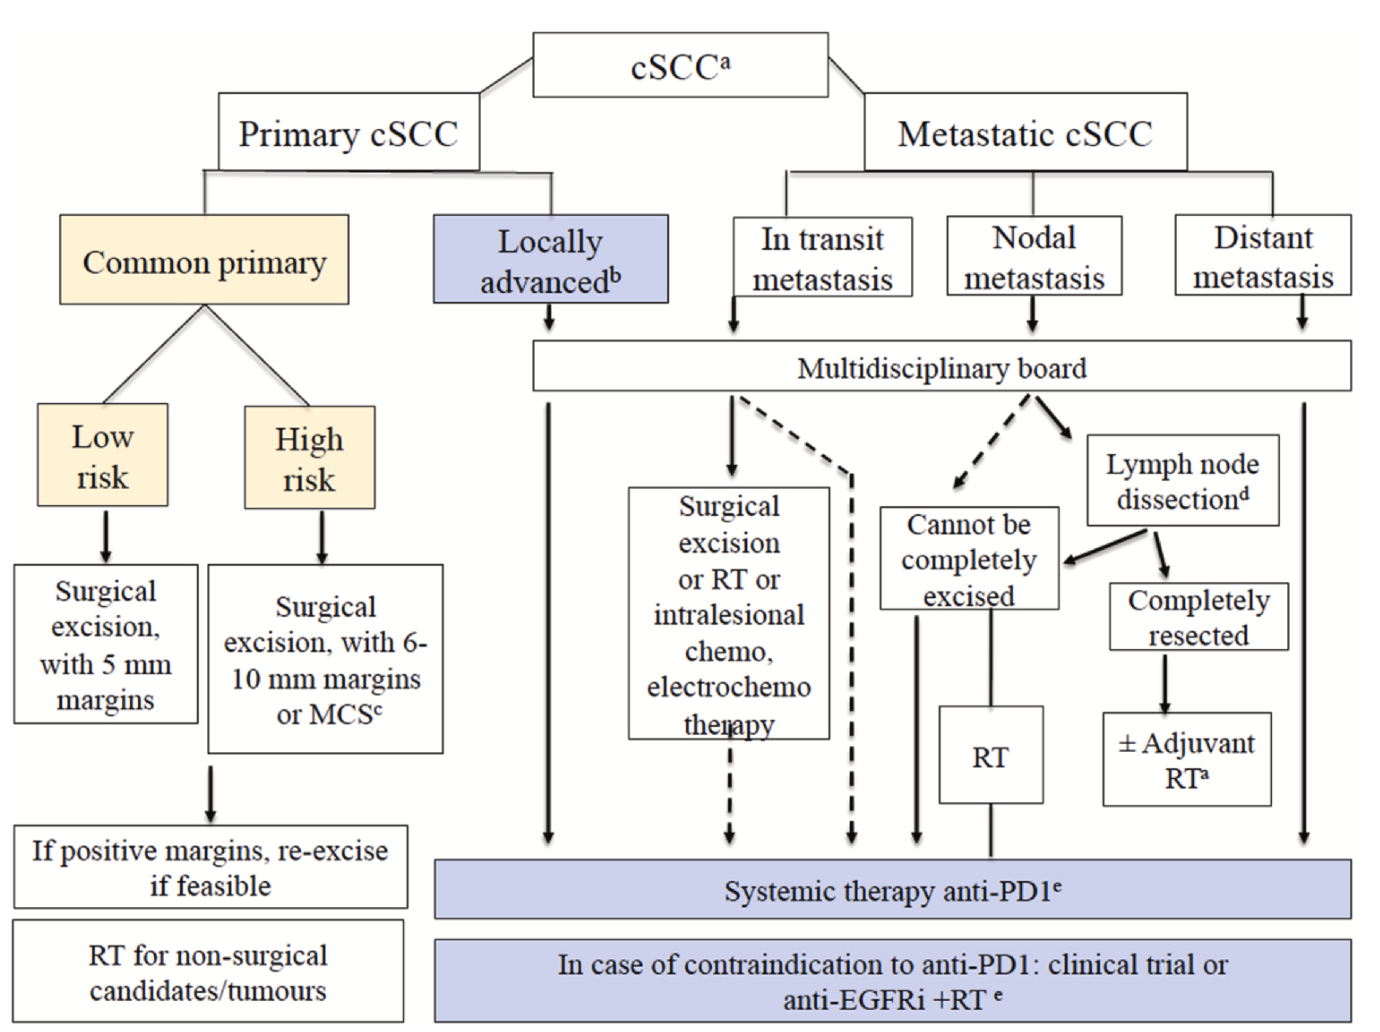 cSCCa
Primary cSCC
Metastatic cSCC
Common primary
Locally
advancedb
In transit
metastasis
Nodal
metastasis
Distant
metastasis
Multidisciplinary board
Low
risk
High
risk
Surgical
excision,
with 5 mm
margins
Surgical
excision, with 6-
10 mm margins
or MCSc
Surgical
excision
or RT or
intralesional
chemo,
electrochemo
therapy
Cannot be
completely
excised
Lymph node
dissectiond
Completely
resected
RT
± Adjuvant
RTa
If positive margins, re-excise
if feasible
RT for non-surgical
candidates/tumours
Systemic therapy anti-PD1e
In case of contraindication to anti-PD1: clinical trial or
anti-EGFRi +RT e